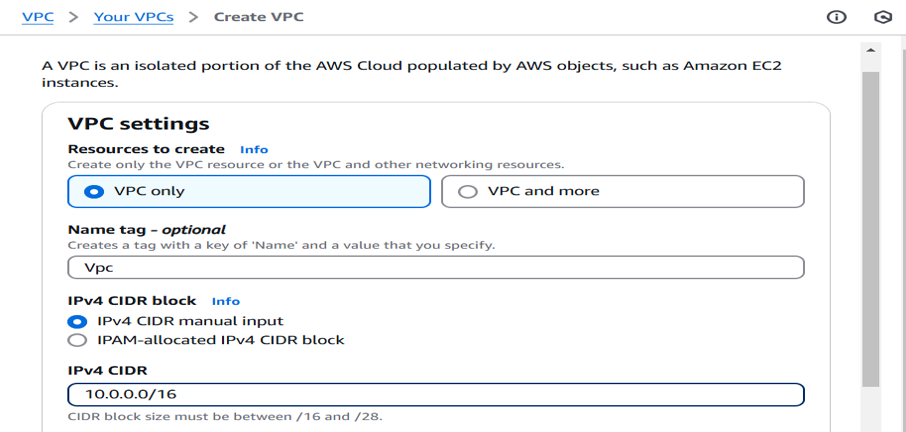 VPC > Your VPCs > Create VPC
A VPC is an isolated portion of the AWS Cloud populated by AWS objects, such as Amazon EC2
instances.
VPC settings
Resources to create Info
Create only the VPC resource or the VPC and other networking resources.
VPC only VPC and more
Name tag - optional
Creates a tag with a key of 'Name' and a value that you specify.
Vpc
IPv4 CIDR block Info
IPv4 CIDR manual input
IPAM-allocated IPv4 CIDR block
IPv4 CIDR
10.0.0.0/16
CIDR block size must be between /16 and /28.